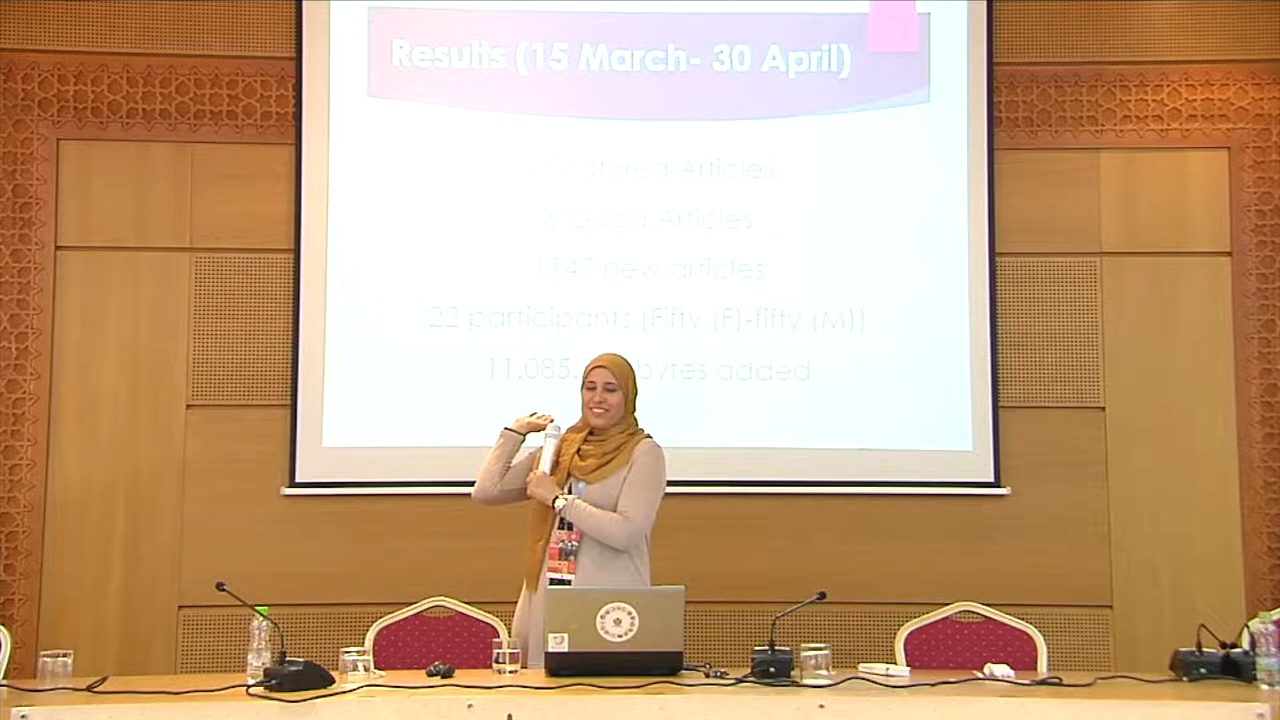 Results (15 March- 30 April)
Featured Articles
Good Articles
1147 new articles
22 participants (Fifty (F)-fifty (M))
11,085, bytes added